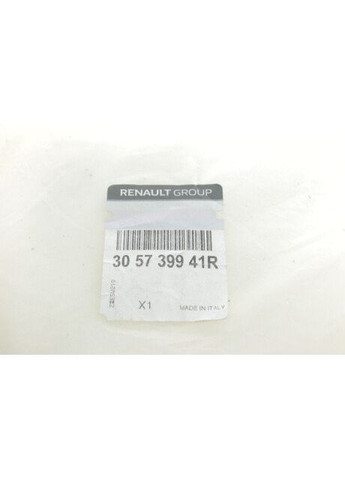 RENAULT GROUP
30 57 399 41R
X1
MADE IN ITALY